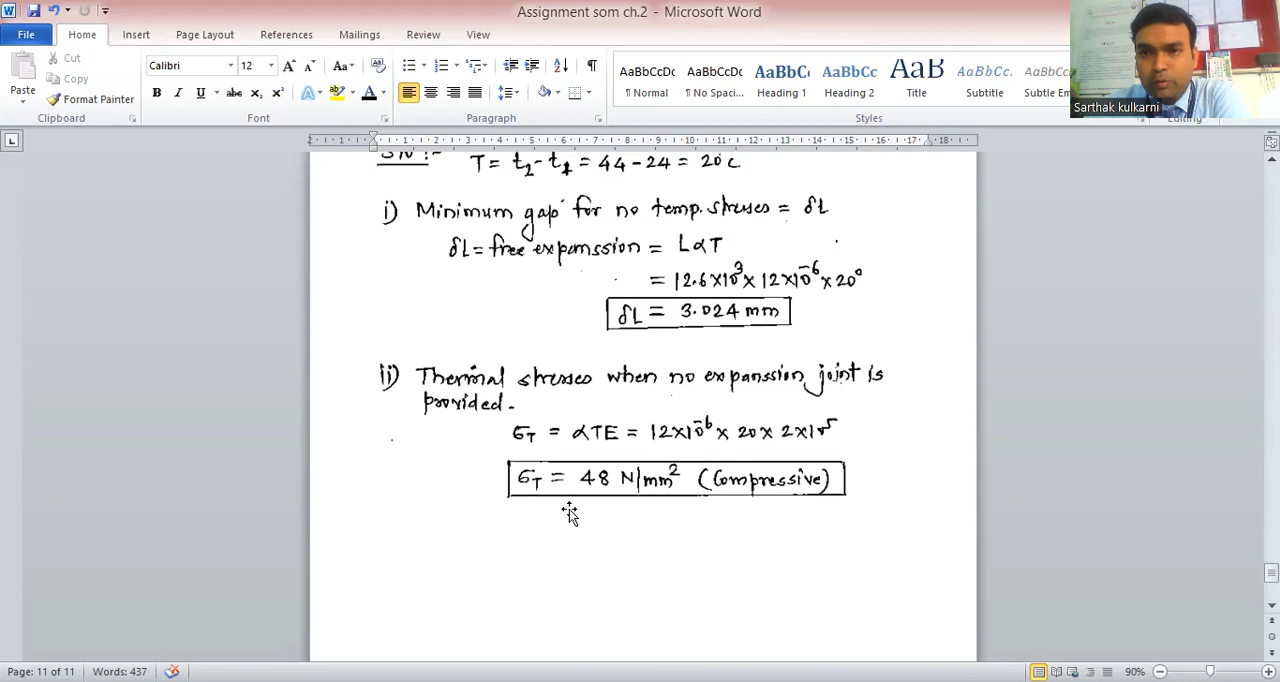 Assignment som ch.2 - Microsoft Word
File Home Insert Page Layout References Mailings Review View
Cut
Copy
Format Painter
Paste
Calibri 12
Clipboard Font Paragraph Styles Editing
AaBbCcDc AaBbCcDc AaBbC AaBbCc AaB AaBbCc. AaBbCcD
¶ Normal ¶ No Spaci... Heading 1 Heading 2 Title Subtitle Subtle Em
Sarthak kulkarni
T = t2 - t1 = 44 - 24 = 20°c
i) Minimum gap for no temp. stresses = δL
δL = free expanssion = LαT
= 12.6×10³ × 12×10⁻⁶ × 20°
δL = 3.024 mm
ii) Thermal stresses when no expanssion joint is
provided.
σT = αTE = 12×10⁻⁶ × 20 × 2×10⁵
σT = 48 N/mm² (Compressive)
Page: 11 of 11 Words: 437 90%